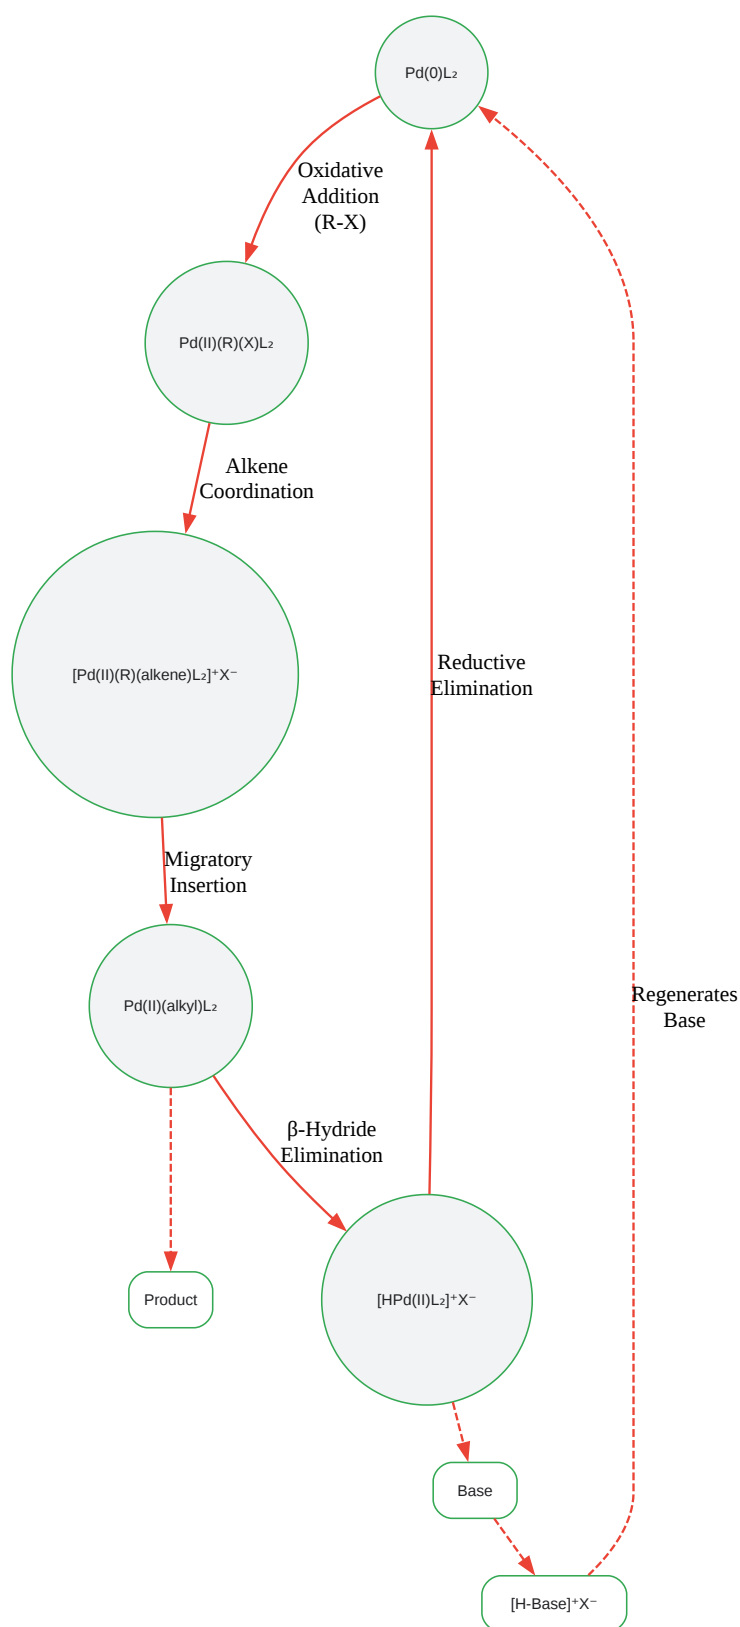 Pd(0)L₂
Oxidative
Addition
(R-X)
Pd(II)(R)(X)L₂
Alkene
Coordination
[Pd(II)(R)(alkene)L₂]⁺X⁻
Reductive
Elimination
Migratory
Insertion
Pd(II)(alkyl)L₂
Regenerates
Base
β-Hydride
Elimination
Product
[HPd(II)L₂]⁺X⁻
Base
[H-Base]⁺X⁻